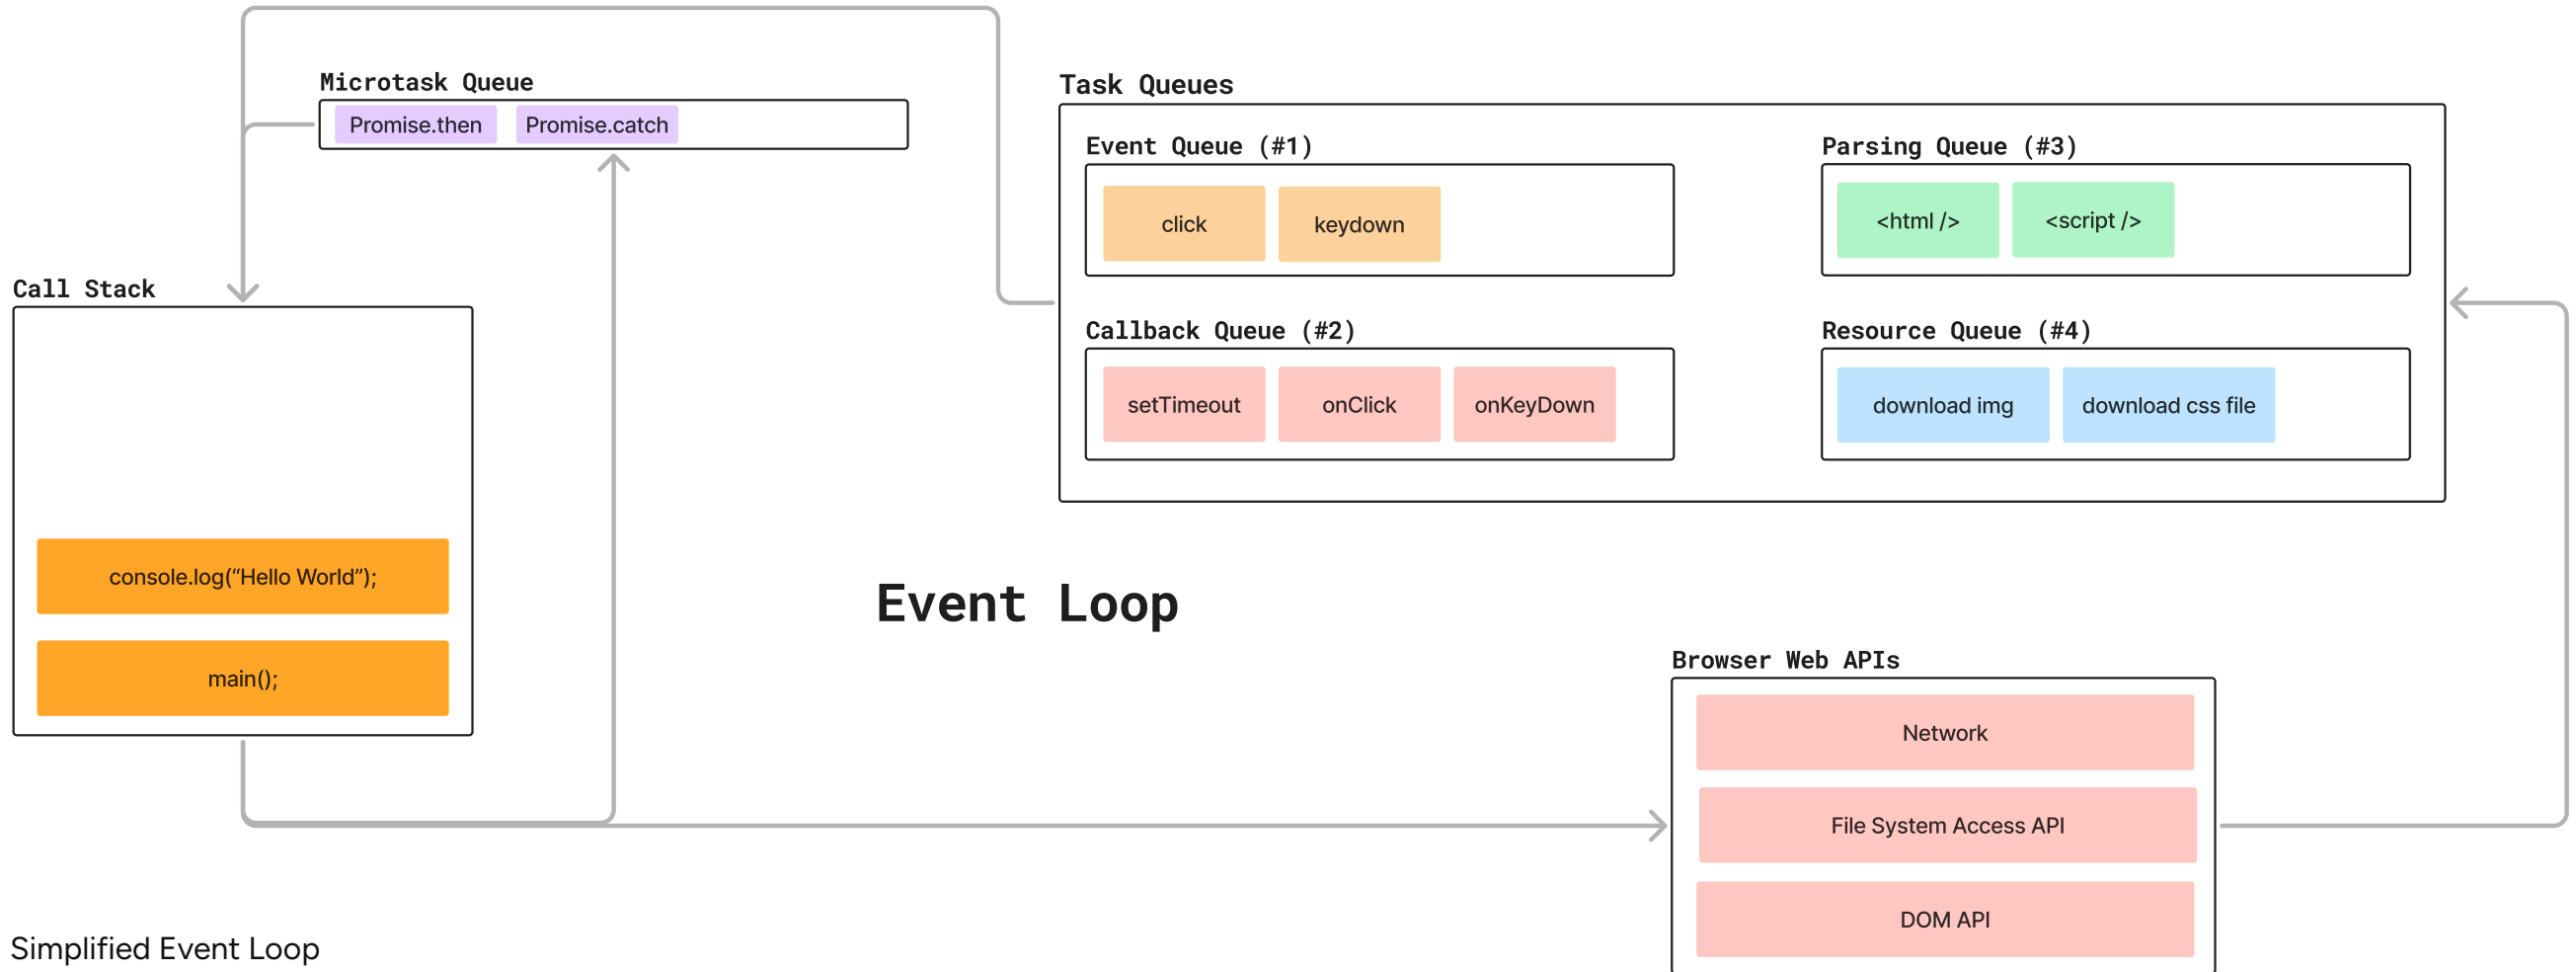 Microtask Queue
Promise.then
Promise.catch
Task Queues
Event Queue (#1)
click
keydown
Parsing Queue (#3)
<html />
<script />
Callback Queue (#2)
setTimeout
onClick
onKeyDown
Resource Queue (#4)
download img
download css file
Call Stack
console.log(“Hello World”);
main();
Event Loop
Browser Web APIs
Network
File System Access API
DOM API
Simplified Event Loop